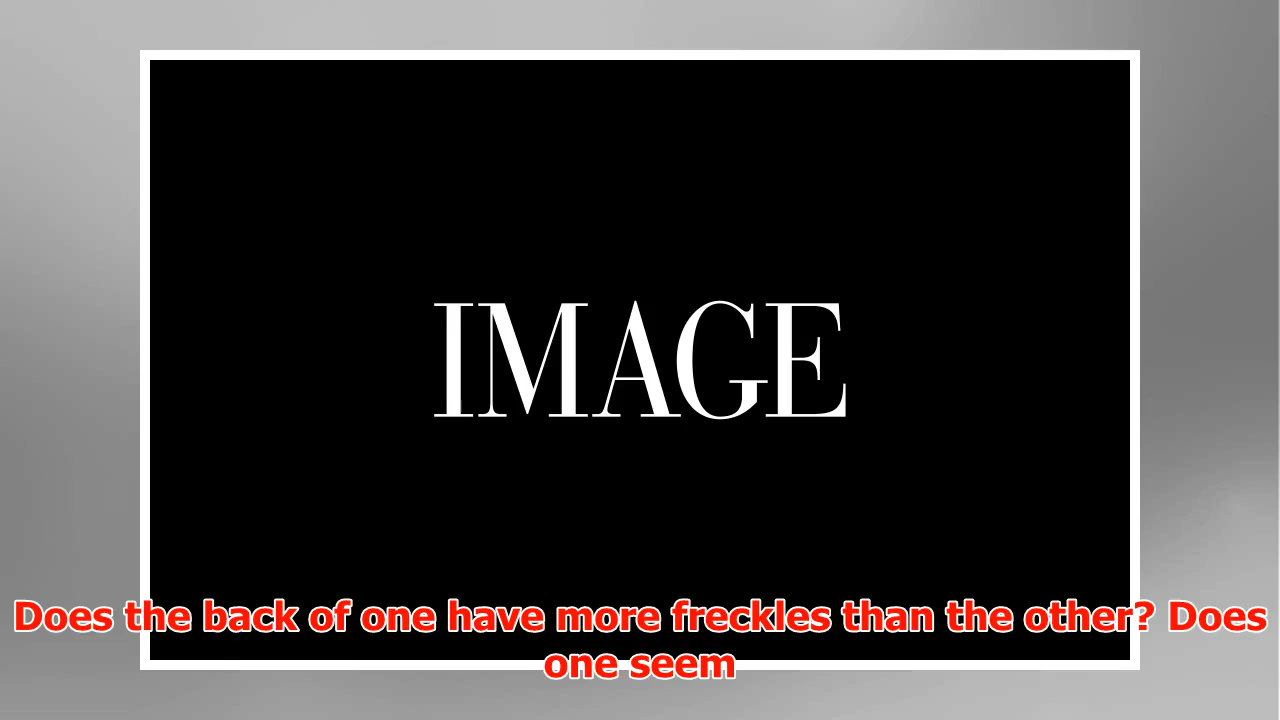 IMAGE
Does the back of one have more freckles than the other? Does
one seem